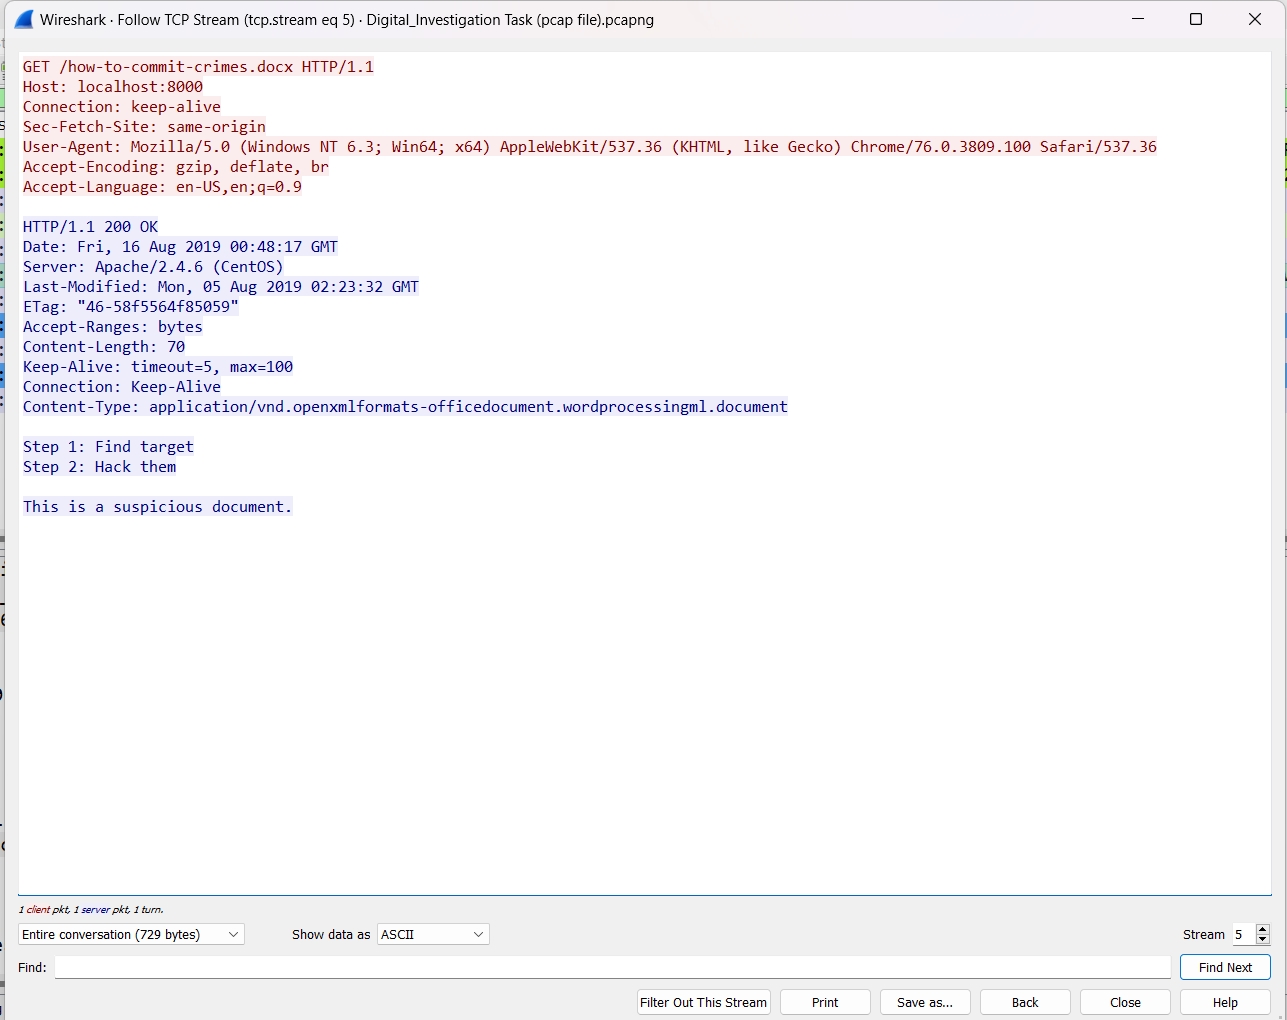 Wireshark · Follow TCP Stream (tcp.stream eq 5) · Digital_Investigation Task (pcap file).pcapng
GET /how-to-commit-crimes.docx HTTP/1.1
Host: localhost:8000
Connection: keep-alive
Sec-Fetch-Site: same-origin
User-Agent: Mozilla/5.0 (Windows NT 6.3; Win64; x64) AppleWebKit/537.36 (KHTML, like Gecko) Chrome/76.0.3809.100 Safari/537.36
Accept-Encoding: gzip, deflate, br
Accept-Language: en-US,en;q=0.9
HTTP/1.1 200 OK
Date: Fri, 16 Aug 2019 00:48:17 GMT
Server: Apache/2.4.6 (CentOS)
Last-Modified: Mon, 05 Aug 2019 02:23:32 GMT
ETag: "46-58f5564f85059"
Accept-Ranges: bytes
Content-Length: 70
Keep-Alive: timeout=5, max=100
Connection: Keep-Alive
Content-Type: application/vnd.openxmlformats-officedocument.wordprocessingml.document
Step 1: Find target
Step 2: Hack them
This is a suspicious document.
1 client pkt, 1 server pkt, 1 turn.
Entire conversation (729 bytes) Show data as ASCII Stream 5
Find: Find Next
Filter Out This Stream Print Save as... Back Close Help